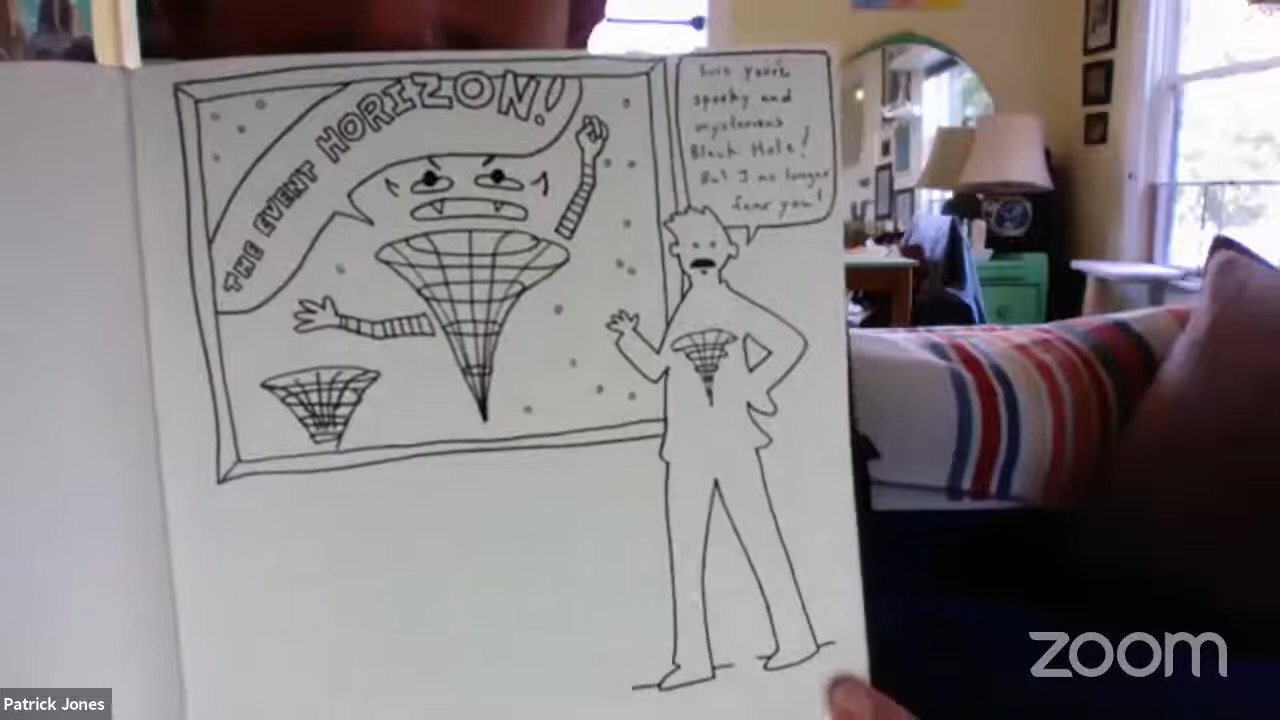 THE EVENT HORIZON!
Sure you're
spooky and
mysterious
Black Hole!
But I no longer
fear you!
zoom
Patrick Jones